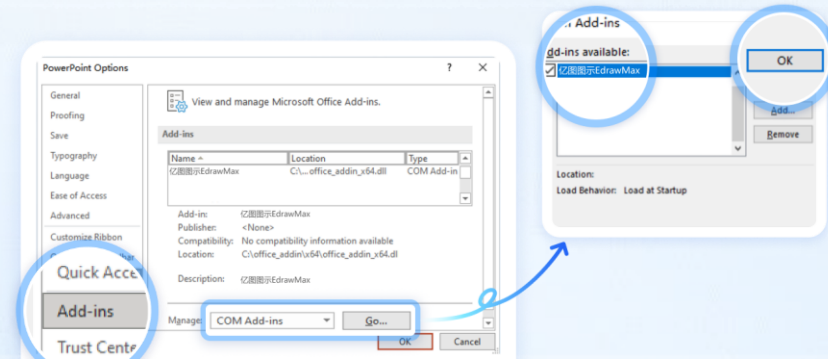 PowerPoint Options
?
General
Proofing
Save
Typography
Language
Ease of Access
Advanced
Customize Ribbon
Quick Acce
Add-ins
Trust Cente
View and manage Microsoft Office Add-ins.
Add-ins
Name Location Type
亿图图示EdrawMax C:\... office_addin_x64.dll COM Add-in
Add-in: 亿图图示EdrawMax
Publisher: <None>
Compatibility: No compatibility information available
Location: C:\office_addin\x64\office_addin_x64.dl
Description: 亿图图示EdrawMax
Manage: COM Add-ins Go...
OK Cancel
Add-ins
dd-ins available:
亿图图示EdrawMax
OK
Add...
Remove
Location:
Load Behavior: Load at Startup